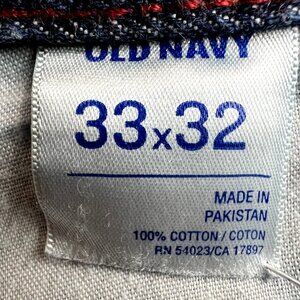 OLD NAVY
33x32
MADE IN
PAKISTAN
100% COTTON / COTON
RN 54023/CA 17897